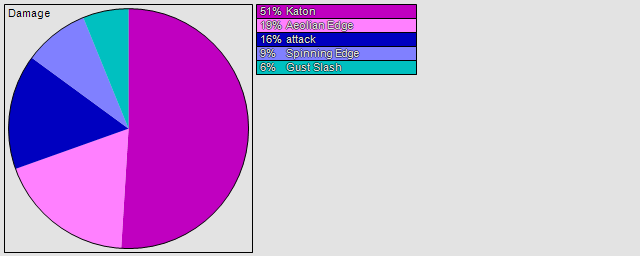 Damage
51% Katon
19% Aeolian Edge
16% attack
9% Spinning Edge
6% Gust Slash